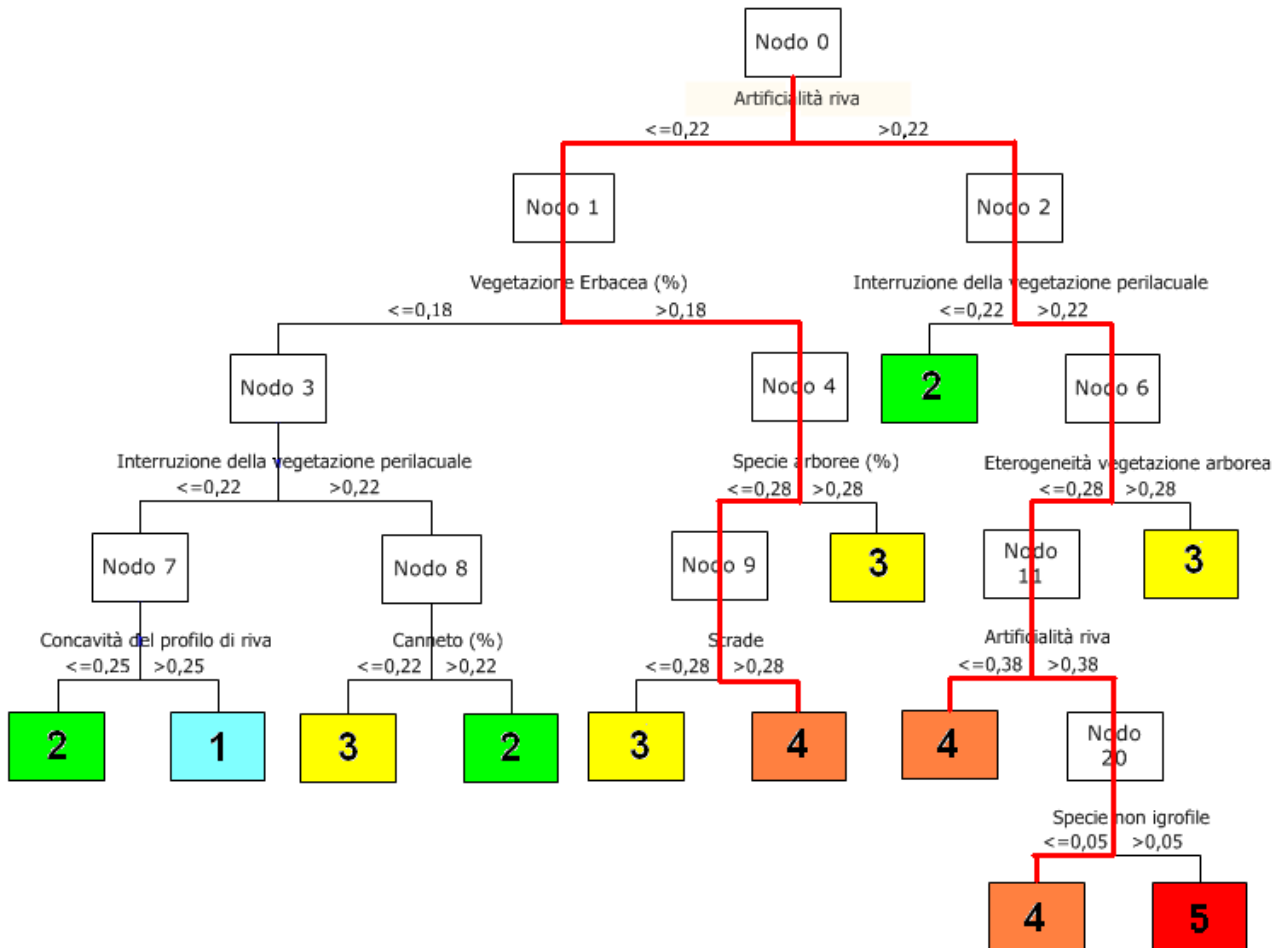 Nodo 0
Artificialità riva
<=0,22 >0,22
Nodo 1 Nodo 2
Vegetazione Erbacea (%) Interruzione della vegetazione perilacuale
<=0,18 >0,18 <=0,22 >0,22
Nodo 3 Nodo 4 2 Nodo 6
Interruzione della vegetazione perilacuale Specie arboree (%) Eterogeneità vegetazione arborea
<=0,22 >0,22 <=0,28 >0,28 <=0,28 >0,28
Nodo 7 Nodo 8 Nodo 9 3 Nodo
11 3
Concavità del profilo di riva Canneto (%) Strade Artificialità riva
<=0,25 >0,25 <=0,22 >0,22 <=0,28 >0,28 <=0,38 >0,38
2 1 3 2 3 4 4 Nodo
20
Specie non igrofile
<=0,05 >0,05
4 5